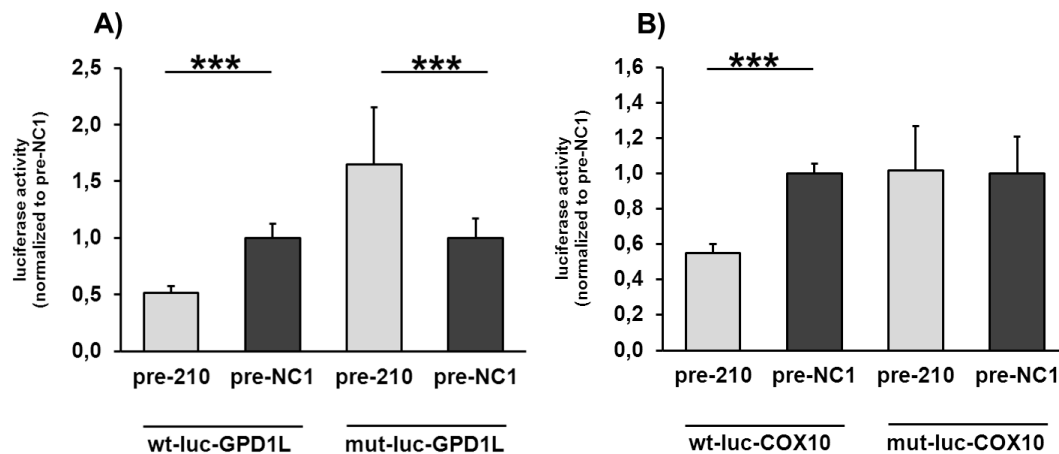 A)
*** ***
luciferase activity
(normalized to pre-NC1)
2,5
2,0
1,5
1,0
0,5
0,0
pre-210 pre-NC1 pre-210 pre-NC1
wt-luc-GPD1L mut-luc-GPD1L
B)
***
luciferase activity
(normalized to pre-NC1)
1,6
1,4
1,2
1,0
0,8
0,6
0,4
0,2
0,0
pre-210 pre-NC1 pre-210 pre-NC1
wt-luc-COX10 mut-luc-COX10